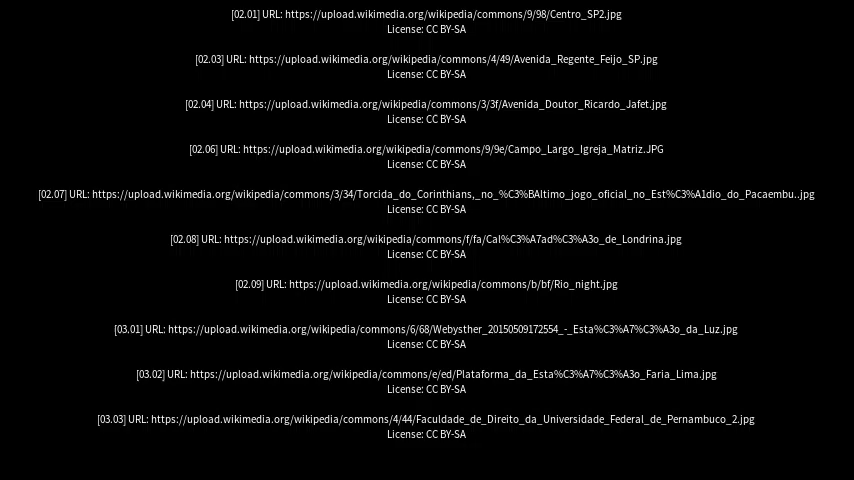 [02.01] URL: https://upload.wikimedia.org/wikipedia/commons/9/98/Centro_SP2.jpg
License: CC BY-SA
[02.03] URL: https://upload.wikimedia.org/wikipedia/commons/4/49/Avenida_Regente_Feijo_SP.jpg
License: CC BY-SA
[02.04] URL: https://upload.wikimedia.org/wikipedia/commons/3/3f/Avenida_Doutor_Ricardo_Jafet.jpg
License: CC BY-SA
[02.06] URL: https://upload.wikimedia.org/wikipedia/commons/9/9e/Campo_Largo_Igreja_Matriz.JPG
License: CC BY-SA
[02.07] URL: https://upload.wikimedia.org/wikipedia/commons/3/34/Torcida_do_Corinthians,_no_%C3%BAltimo_jogo_oficial_no_Est%C3%A1dio_do_Pacaembu..jpg
License: CC BY-SA
[02.08] URL: https://upload.wikimedia.org/wikipedia/commons/f/fa/Cal%C3%A7ad%C3%A3o_de_Londrina.jpg
License: CC BY-SA
[02.09] URL: https://upload.wikimedia.org/wikipedia/commons/b/bf/Rio_night.jpg
License: CC BY-SA
[03.01] URL: https://upload.wikimedia.org/wikipedia/commons/6/68/Webysther_20150509172554_-_Esta%C3%A7%C3%A3o_da_Luz.jpg
License: CC BY-SA
[03.02] URL: https://upload.wikimedia.org/wikipedia/commons/e/ed/Plataforma_da_Esta%C3%A7%C3%A3o_Faria_Lima.jpg
License: CC BY-SA
[03.03] URL: https://upload.wikimedia.org/wikipedia/commons/4/44/Faculdade_de_Direito_da_Universidade_Federal_de_Pernambuco_2.jpg
License: CC BY-SA